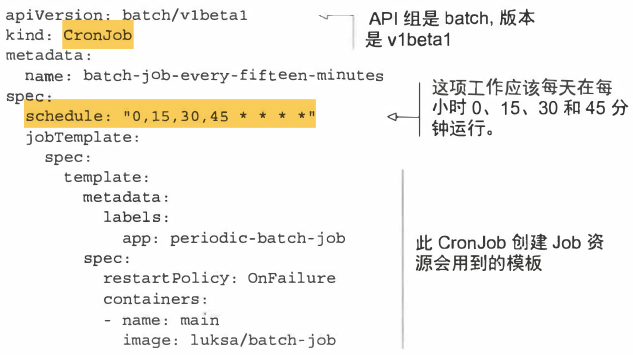 apiVersion: batch/v1beta1
kind: CronJob
metadata:
  name: batch-job-every-fifteen-minutes
spec:
  schedule: "0,15,30,45 * * * *"
  jobTemplate:
    spec:
      template:
        metadata:
          labels:
            app: periodic-batch-job
        spec:
          restartPolicy: OnFailure
          containers:
          - name: main
            image: luksa/batch-job
API 组是 batch, 版本
是 v1beta1
这项工作应该每天在每
小时 0、15、30 和 45 分
钟运行。
此 CronJob 创建 Job 资
源会用到的模板